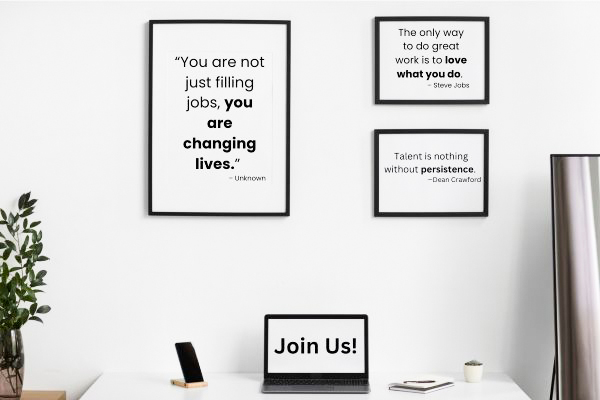 “You are not
just filling
jobs, you
are
changing
lives.”
– Unknown
The only way
to do great
work is to love
what you do.
– Steve Jobs
Talent is nothing
without persistence.
—Dean Crawford
Join Us!